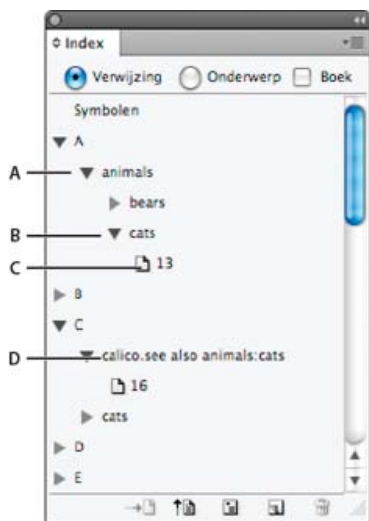 Index
Verwijzing Onderwerp Boek
Symbolen
A
A animals
bears
B cats
C 13
B
C
D calico.see also animals:cats
16
cats
D
E